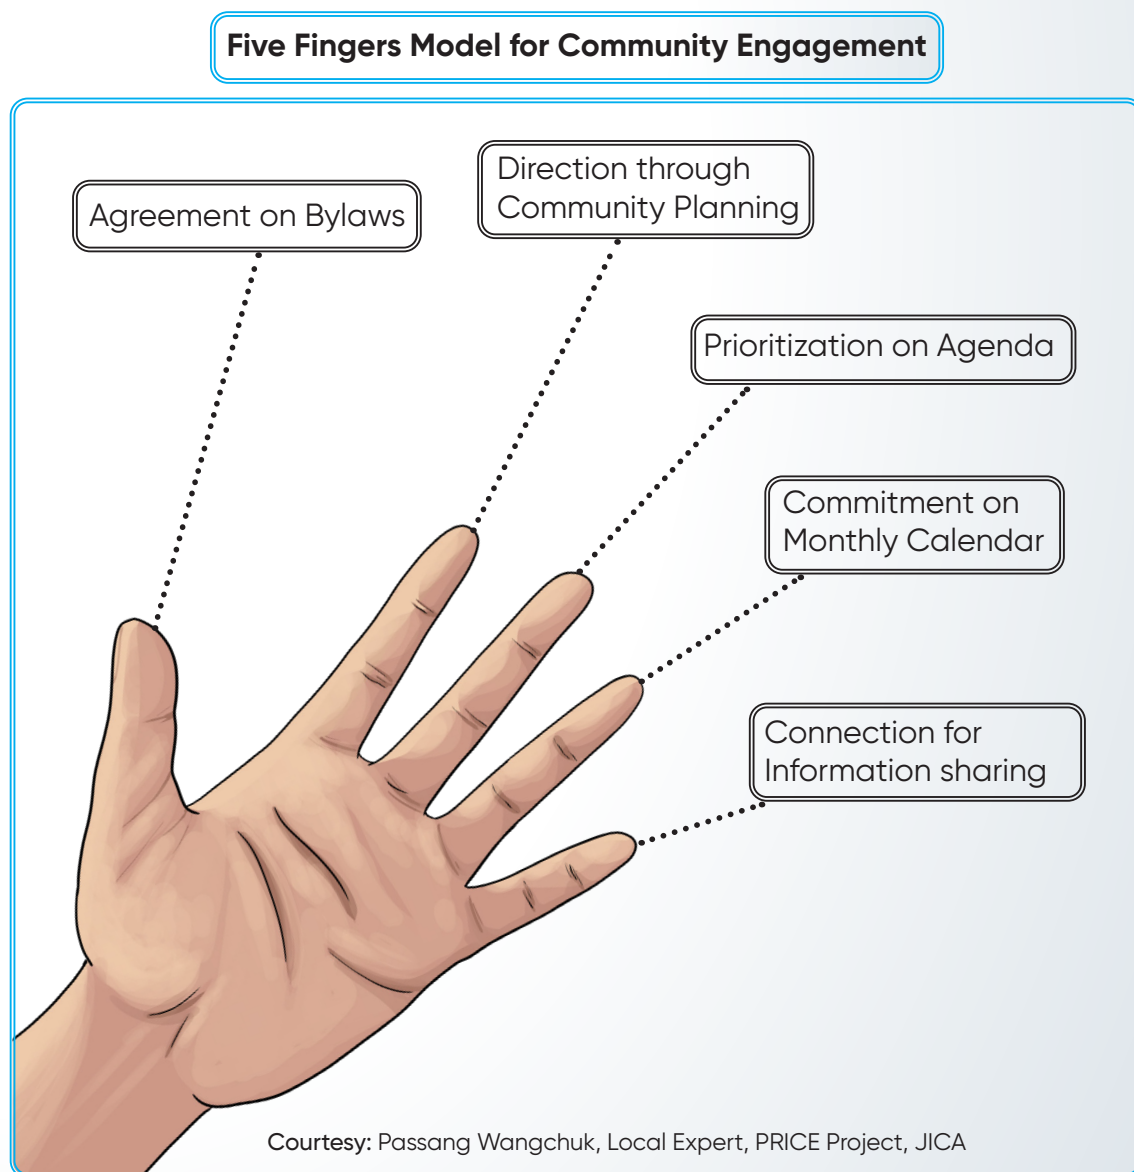 Five Fingers Model for Community Engagement
Agreement on Bylaws
Direction through
Community Planning
Prioritization on Agenda
Commitment on
Monthly Calendar
Connection for
Information sharing
Courtesy: Passang Wangchuk, Local Expert, PRICE Project, JICA